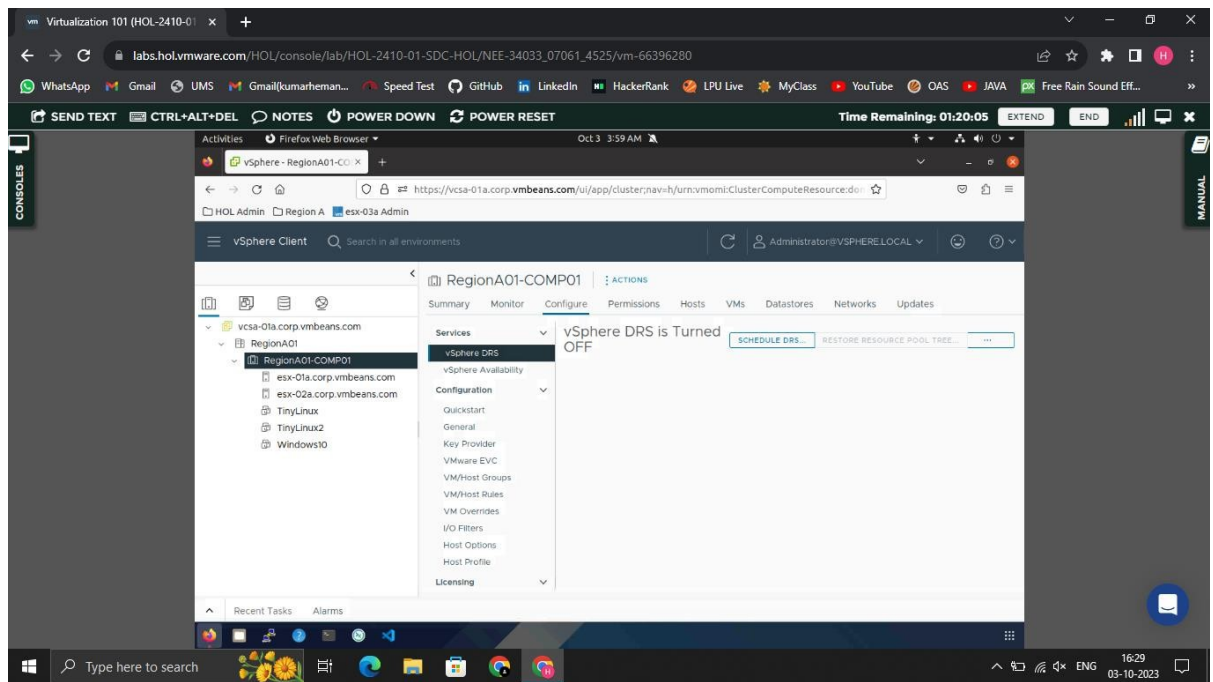 Virtualization 101 (HOL-2410-01
labs.hol.vmware.com/HOL/console/lab/HOL-2410-01-SDC-HOL/NEE-34033_07061_4525/vm-66396280
WhatsApp Gmail UMS Gmail(kumarheman... Speed Test GitHub LinkedIn HackerRank LPU Live MyClass YouTube OAS JAVA Free Rain Sound Eff... »
SEND TEXT CTRL+ALT+DEL NOTES POWER DOWN POWER RESET Time Remaining: 01:20:05 EXTEND END
CONSOLES
MANUAL
Activities Firefox Web Browser Oct 3 3:59 AM
vSphere - RegionA01-CO
https://vcsa-01a.corp.vmbeans.com/ui/app/cluster;nav=h/urn:vmomi:ClusterComputeResource:dom
HOL Admin Region A esx-03a Admin
vSphere Client Search in all environments Administrator@VSPHERE.LOCAL
RegionA01-COMP01 ACTIONS
Summary Monitor Configure Permissions Hosts VMs Datastores Networks Updates
vcsa-01a.corp.vmbeans.com
RegionA01
RegionA01-COMP01
esx-01a.corp.vmbeans.com
esx-02a.corp.vmbeans.com
TinyLinux
TinyLinux2
Windows10
Services
vSphere DRS
vSphere Availability
Configuration
Quickstart
General
Key Provider
VMware EVC
VM/Host Groups
VM/Host Rules
VM Overrides
I/O Filters
Host Options
Host Profile
Licensing
vSphere DRS is Turned
OFF
SCHEDULE DRS... RESTORE RESOURCE POOL TREE... ...
Recent Tasks Alarms
Type here to search
ENG
16:29
03-10-2023